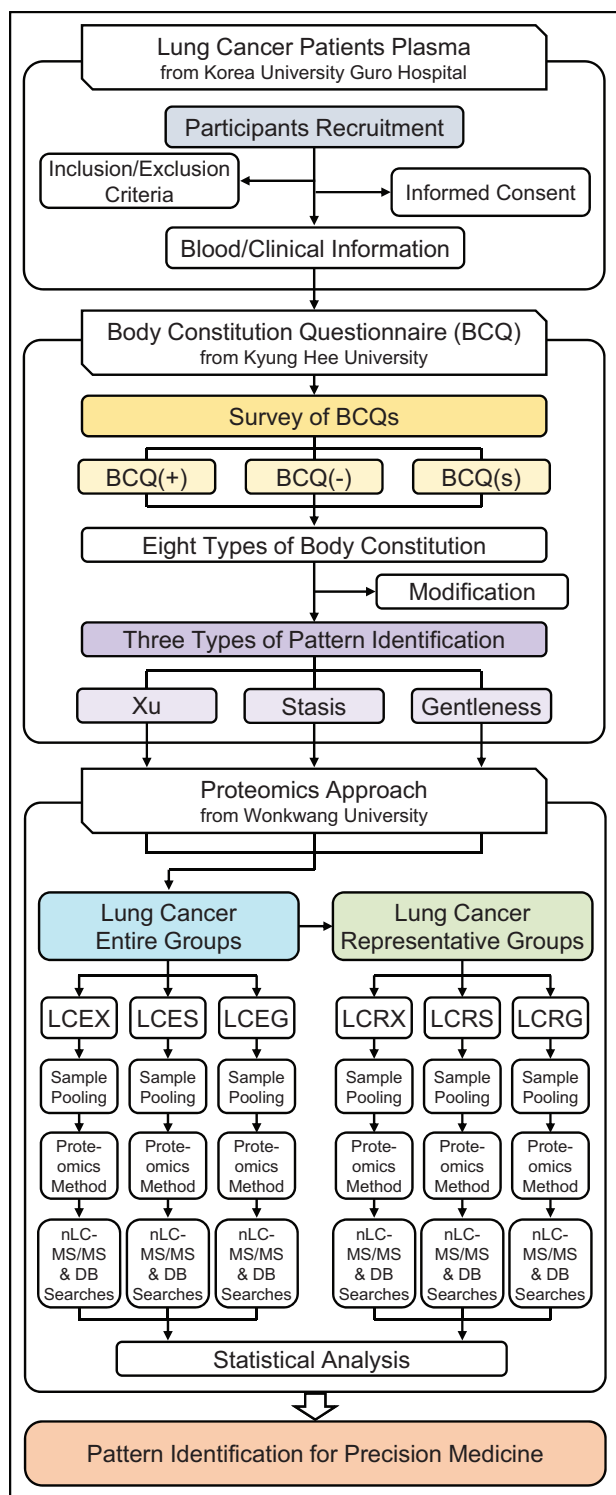 Lung Cancer Patients Plasma
from Korea University Guro Hospital
Participants Recruitment
Inclusion/Exclusion
Criteria
Informed Consent
Blood/Clinical Information
Body Constitution Questionnaire (BCQ)
from Kyung Hee University
Survey of BCQs
BCQ(+)
BCQ(-)
BCQ(s)
Eight Types of Body Constitution
Modification
Three Types of Pattern Identification
Xu
Stasis
Gentleness
Proteomics Approach
from Wonkwang University
Lung Cancer
Entire Groups
Lung Cancer
Representative Groups
LCEX
LCES
LCEG
LCRX
LCRS
LCRG
Sample
Pooling
Sample
Pooling
Sample
Pooling
Sample
Pooling
Sample
Pooling
Sample
Pooling
Prote-
omics
Method
Prote-
omics
Method
Prote-
omics
Method
Prote-
omics
Method
Prote-
omics
Method
Prote-
omics
Method
nLC-
MS/MS
& DB
Searches
nLC-
MS/MS
& DB
Searches
nLC-
MS/MS
& DB
Searches
nLC-
MS/MS
& DB
Searches
nLC-
MS/MS
& DB
Searches
nLC-
MS/MS
& DB
Searches
Statistical Analysis
Pattern Identification for Precision Medicine